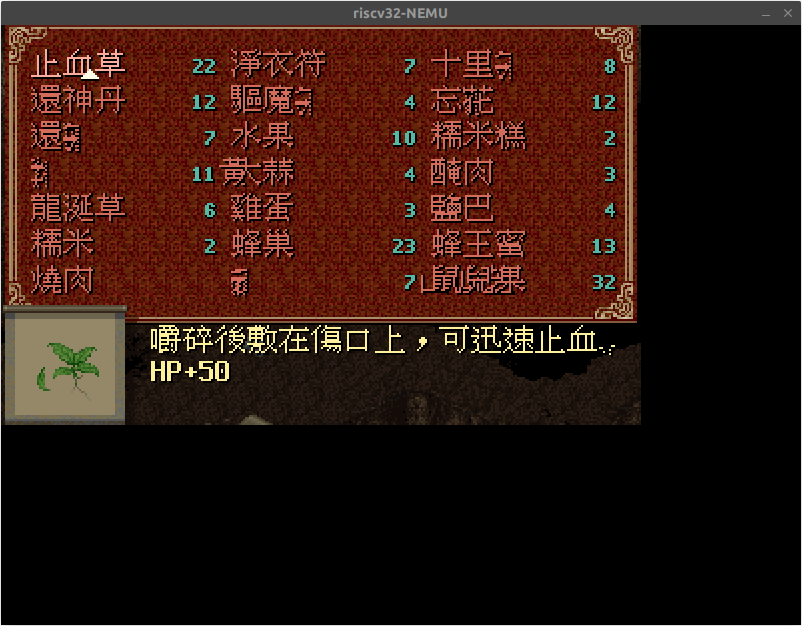 riscv32-NEMU
止血草 22 淨衣符 7 十里 8
還神丹 12 驅魔 4 忘花 12
還 7 水果 10 糯米糕 2
11 大蒜 4 醃肉 3
龍涎草 6 雞蛋 3 鹽巴 4
糯米 2 蜂巢 23 蜂王蜜 13
燒肉 7 鼠兒果 32
嚼碎後敷在傷口上，可迅速止血
HP+50